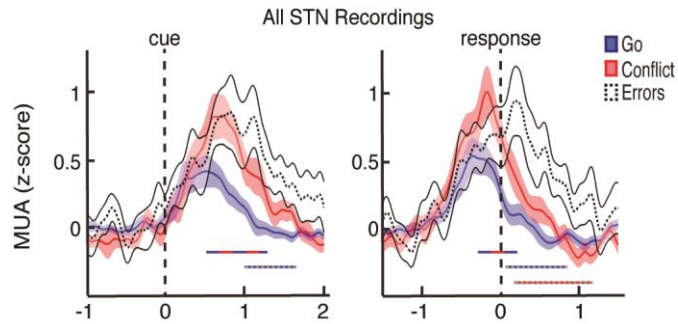 All STN Recordings
cue
response
Go
Conflict
Errors
MUA (z-score)
1
0.5
0
-1
0
1
2
1
0.5
0
-1
0
1